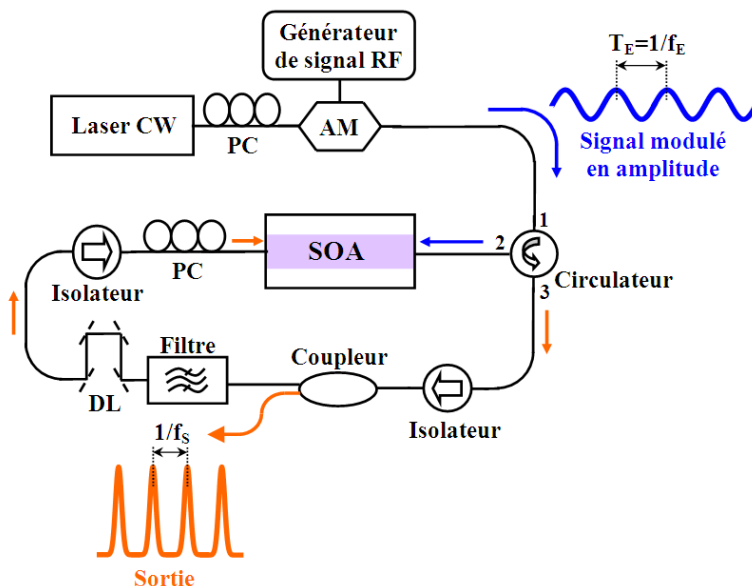 Générateur
de signal RF
T_E=1/f_E
Laser CW
PC
AM
Signal modulé
en amplitude
1
2
3
PC
SOA
Circulateur
Isolateur
Filtre
Coupleur
DL
Isolateur
1/f_S
Sortie